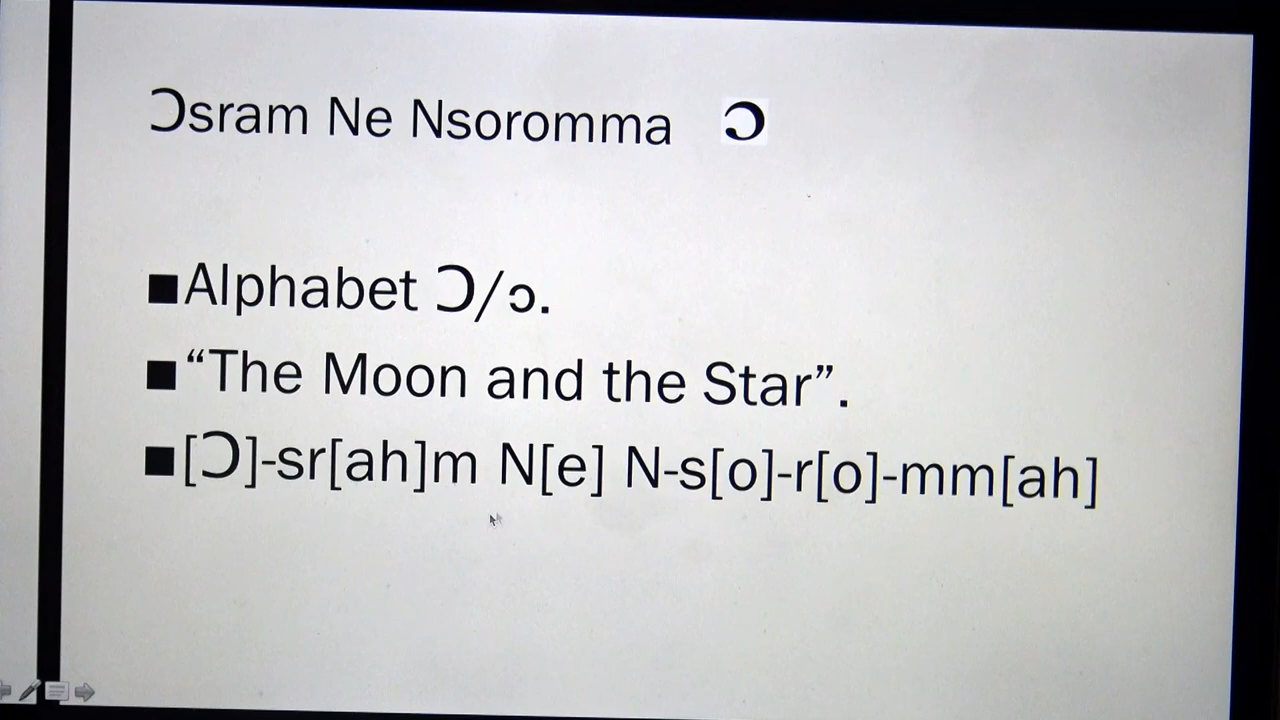 Ɔsram Ne Nsoromma ɔ
■Alphabet Ɔ/ɔ.
■“The Moon and the Star”.
■[Ɔ]-sr[ah]m N[e] N-s[o]-r[o]-mm[ah]